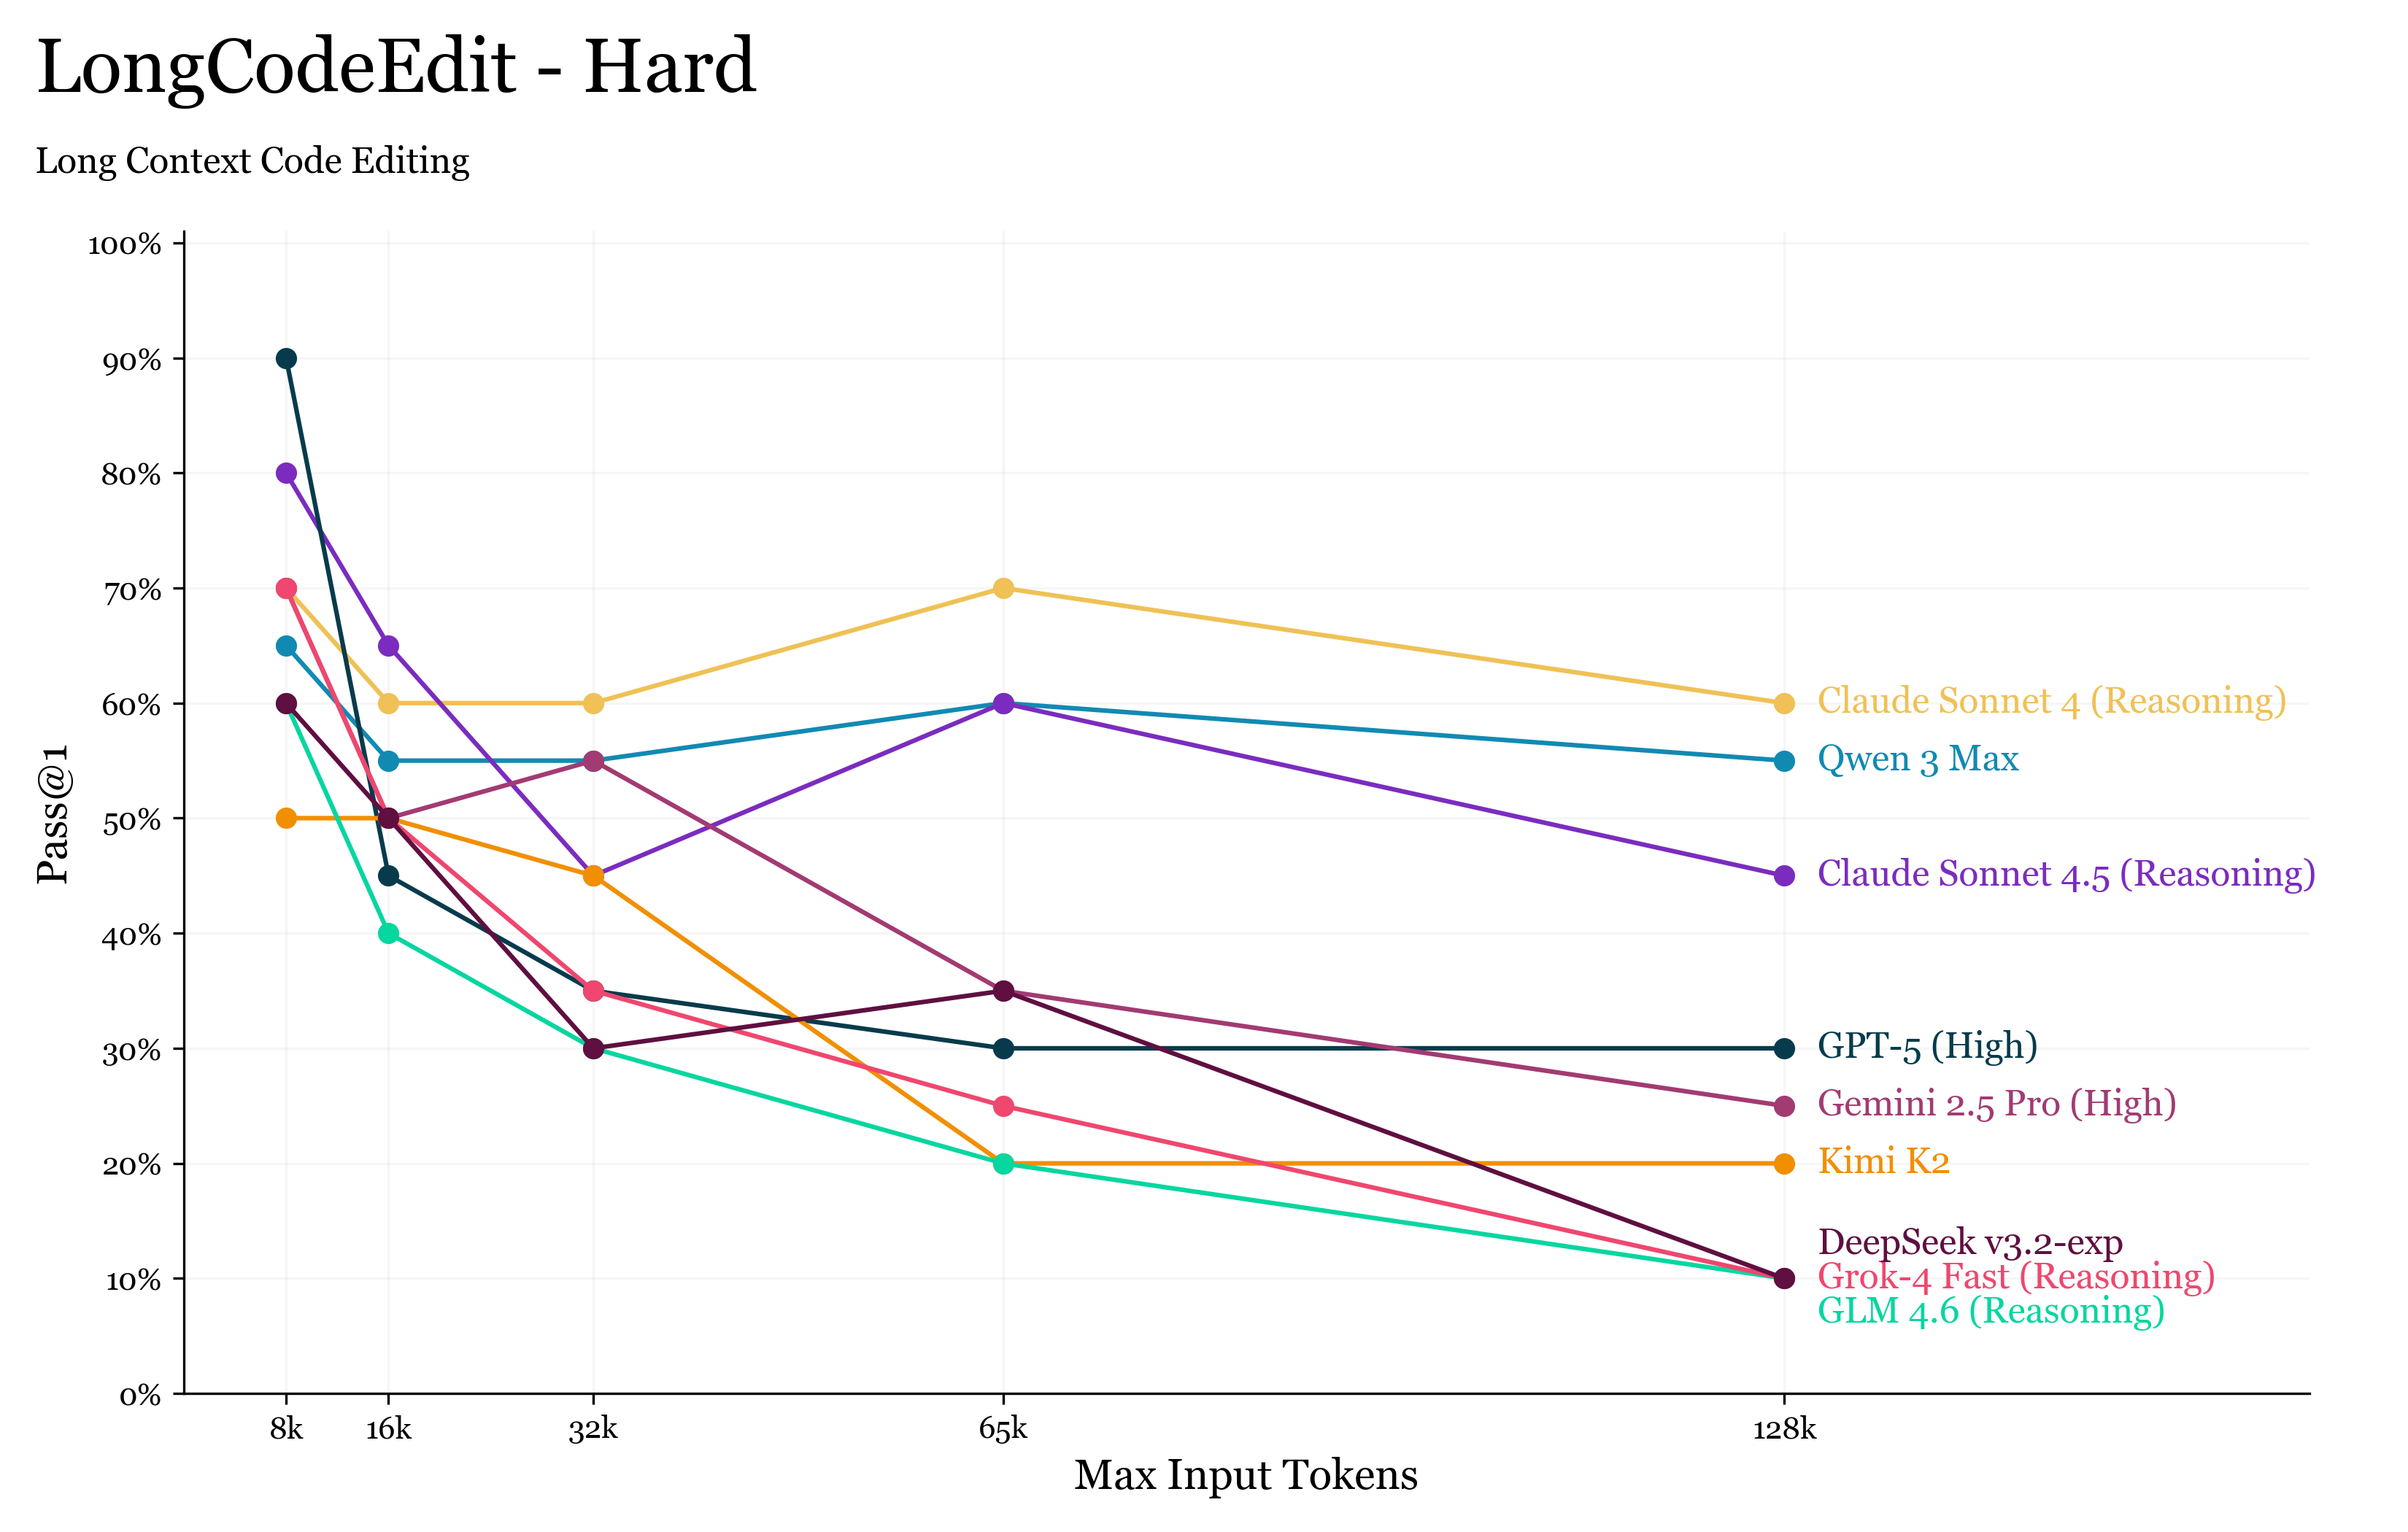 LongCodeEdit - Hard
Long Context Code Editing
100%
90%
80%
70%
60%
50%
40%
30%
20%
10%
0%
Pass@1
8k
16k
32k
65k
128k
Max Input Tokens
Claude Sonnet 4 (Reasoning)
Qwen 3 Max
Claude Sonnet 4.5 (Reasoning)
GPT-5 (High)
Gemini 2.5 Pro (High)
Kimi K2
DeepSeek v3.2-exp
Grok-4 Fast (Reasoning)
GLM 4.6 (Reasoning)